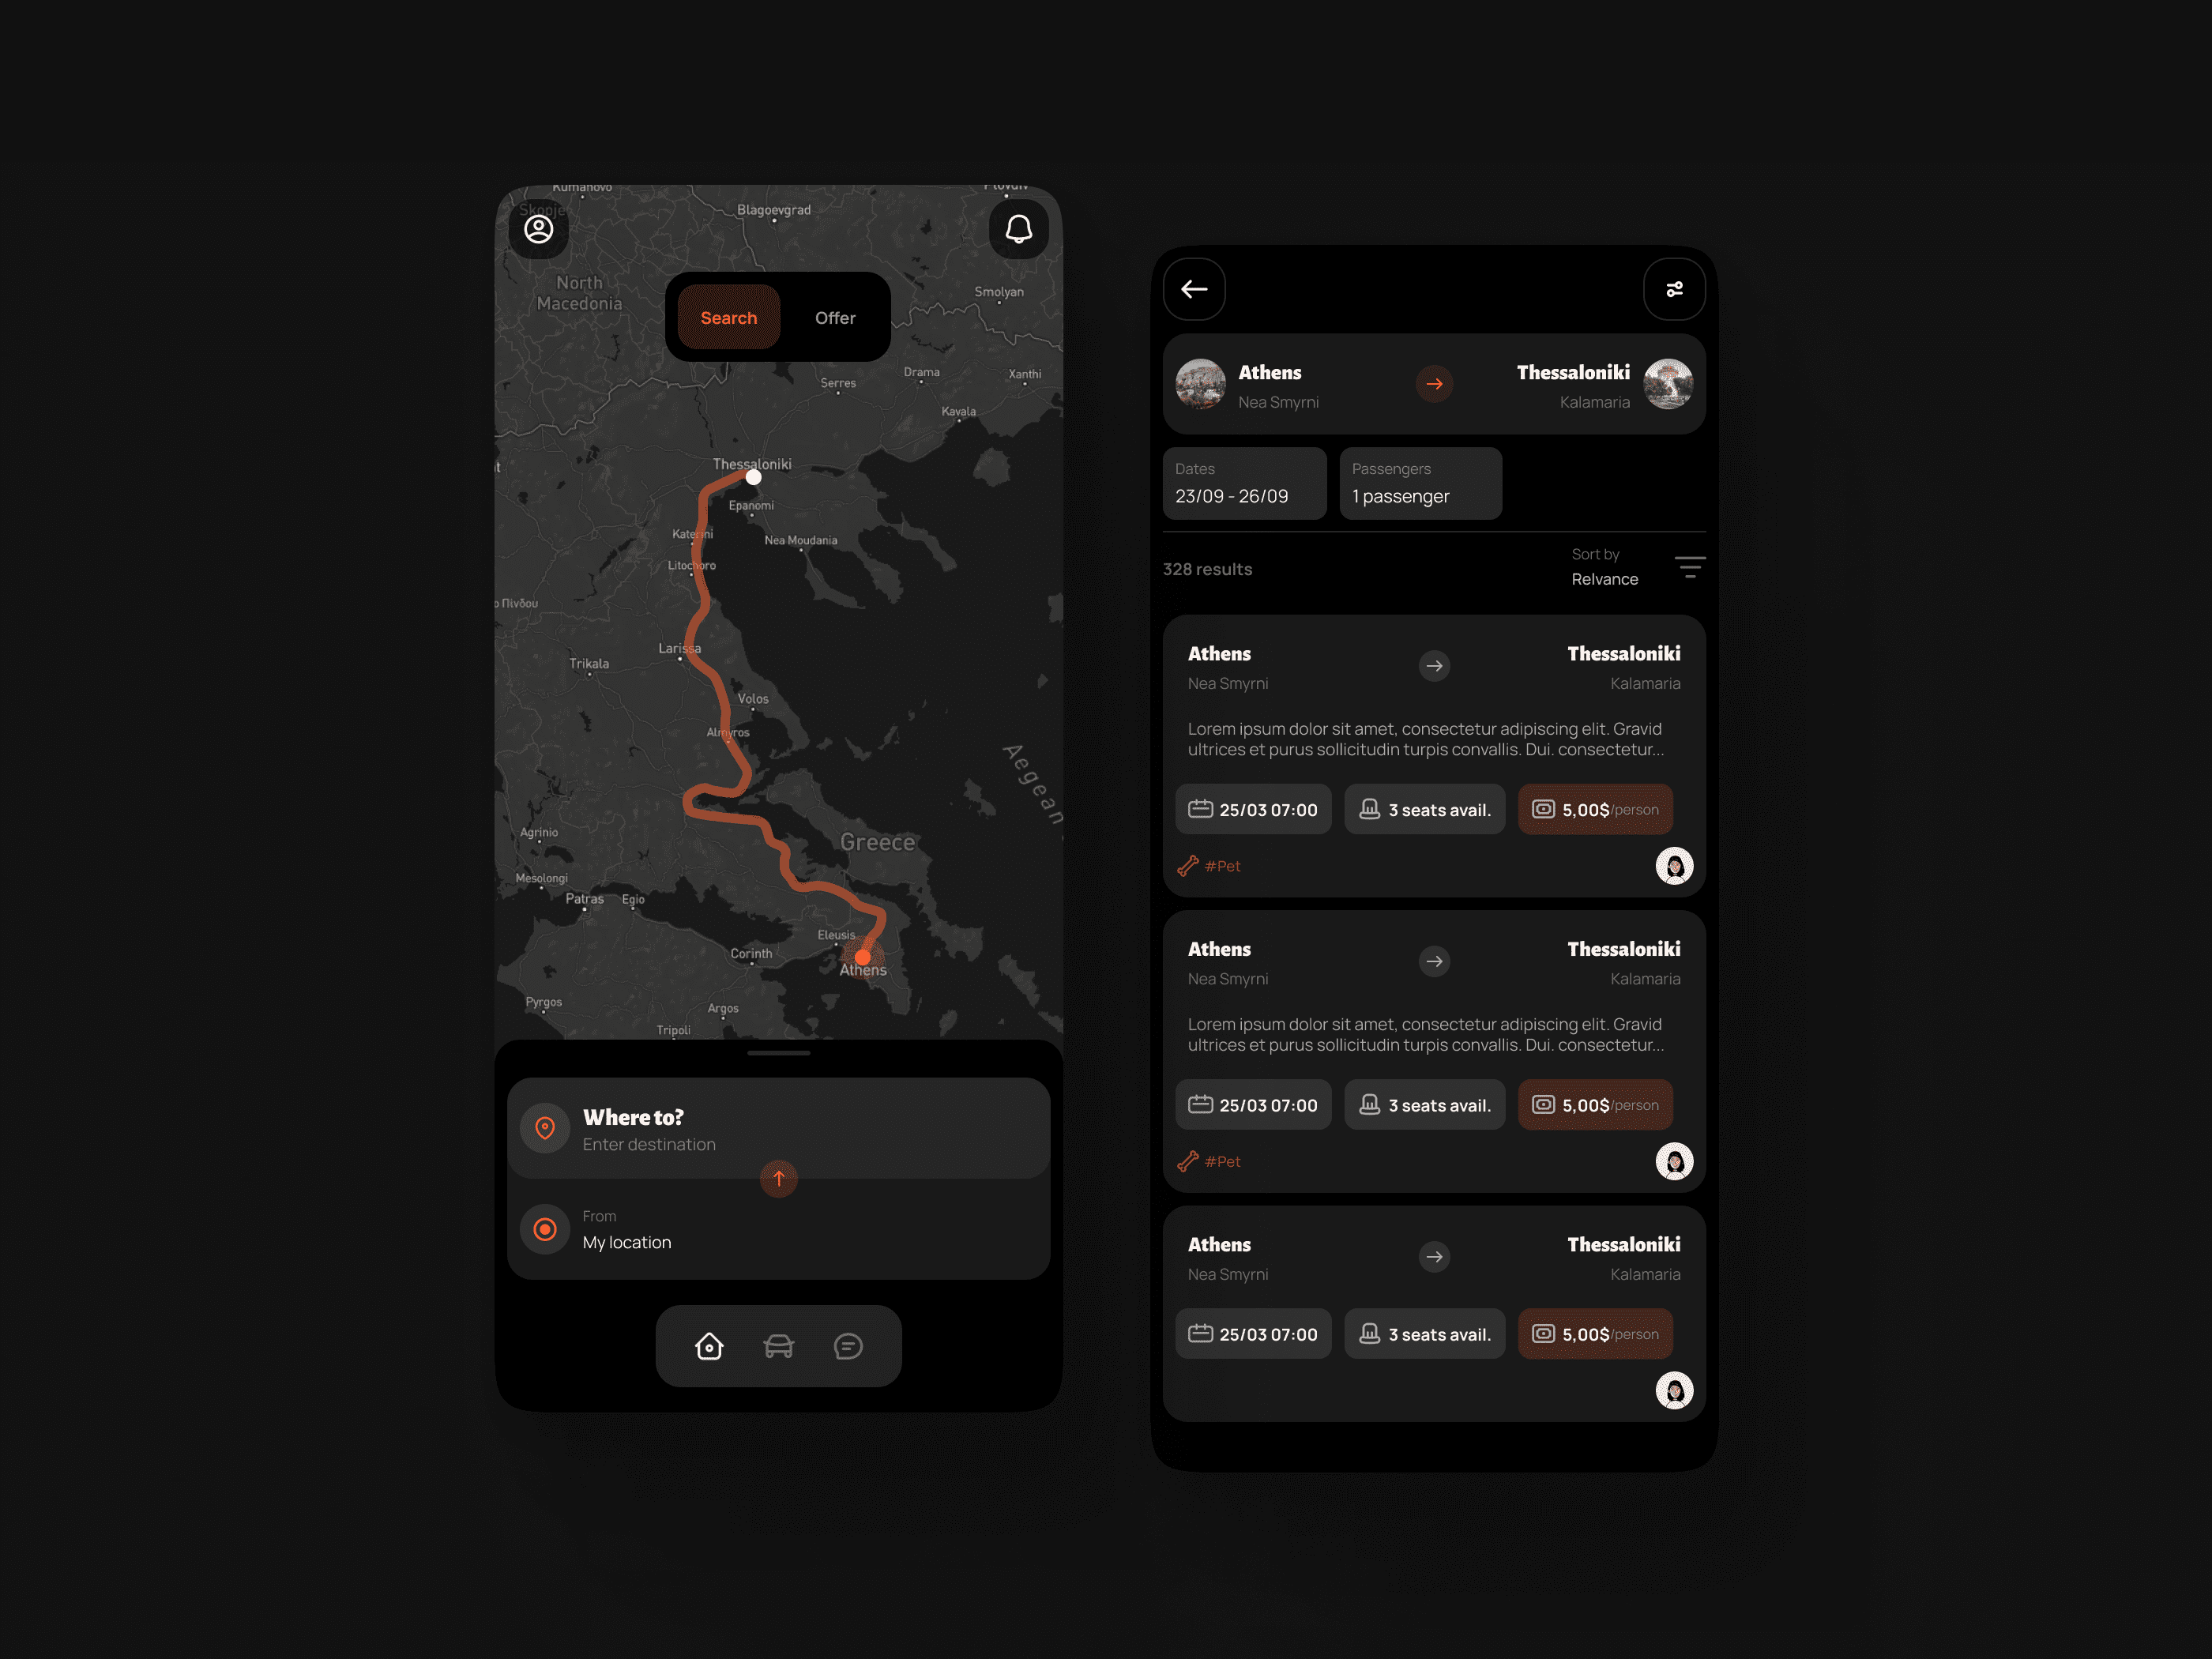 Kumanovo
Plovdiv
Skopje
Blagoevgrad
North
Macedonia
Smolyan
Search
Offer
Serres
Drama
Xanthi
Kavala
Thessaloniki
Epanomi
Katerini
Nea Moudania
Litochoro
ο Πίνδου
Larissa
Trikala
Volos
Almyros
Aegean
Agrinio
Greece
Mesolongi
Patras
Egio
Eleusis
Corinth
Athens
Pyrgos
Argos
Tripoli
Where to?
Enter destination
From
My location
Athens
Thessaloniki
Nea Smyrni
Kalamaria
Dates
Passengers
23/09 - 26/09
1 passenger
328 results
Sort by
Relvance
Athens
Thessaloniki
Nea Smyrni
Kalamaria
Lorem ipsum dolor sit amet, consectetur adipiscing elit. Gravid
ultrices et purus sollicitudin turpis convallis. Dui. consectetur...
25/03 07:00
3 seats avail.
5,00$/person
#Pet
Athens
Thessaloniki
Nea Smyrni
Kalamaria
Lorem ipsum dolor sit amet, consectetur adipiscing elit. Gravid
ultrices et purus sollicitudin turpis convallis. Dui. consectetur...
25/03 07:00
3 seats avail.
5,00$/person
#Pet
Athens
Thessaloniki
Nea Smyrni
Kalamaria
25/03 07:00
3 seats avail.
5,00$/person